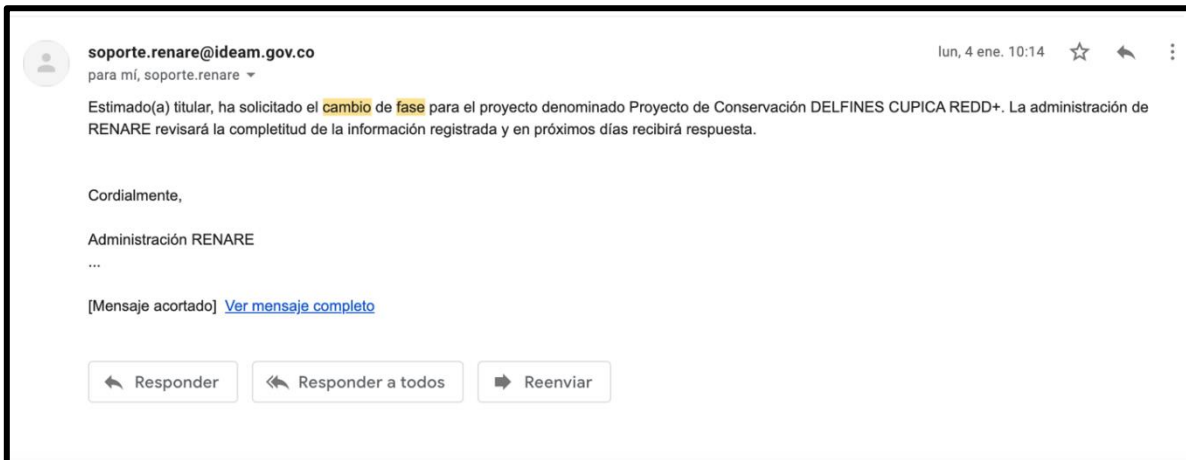 soporte.renare@ideam.gov.co
lun, 4 ene. 10:14
para mí, soporte.renare
Estimado(a) titular, ha solicitado el cambio de fase para el proyecto denominado Proyecto de Conservación DELFINES CUPICA REDD+. La administración de
RENARE revisará la completitud de la información registrada y en próximos días recibirá respuesta.
Cordialmente,
Administración RENARE
...
[Mensaje acortado] Ver mensaje completo
Responder
Responder a todos
Reenviar